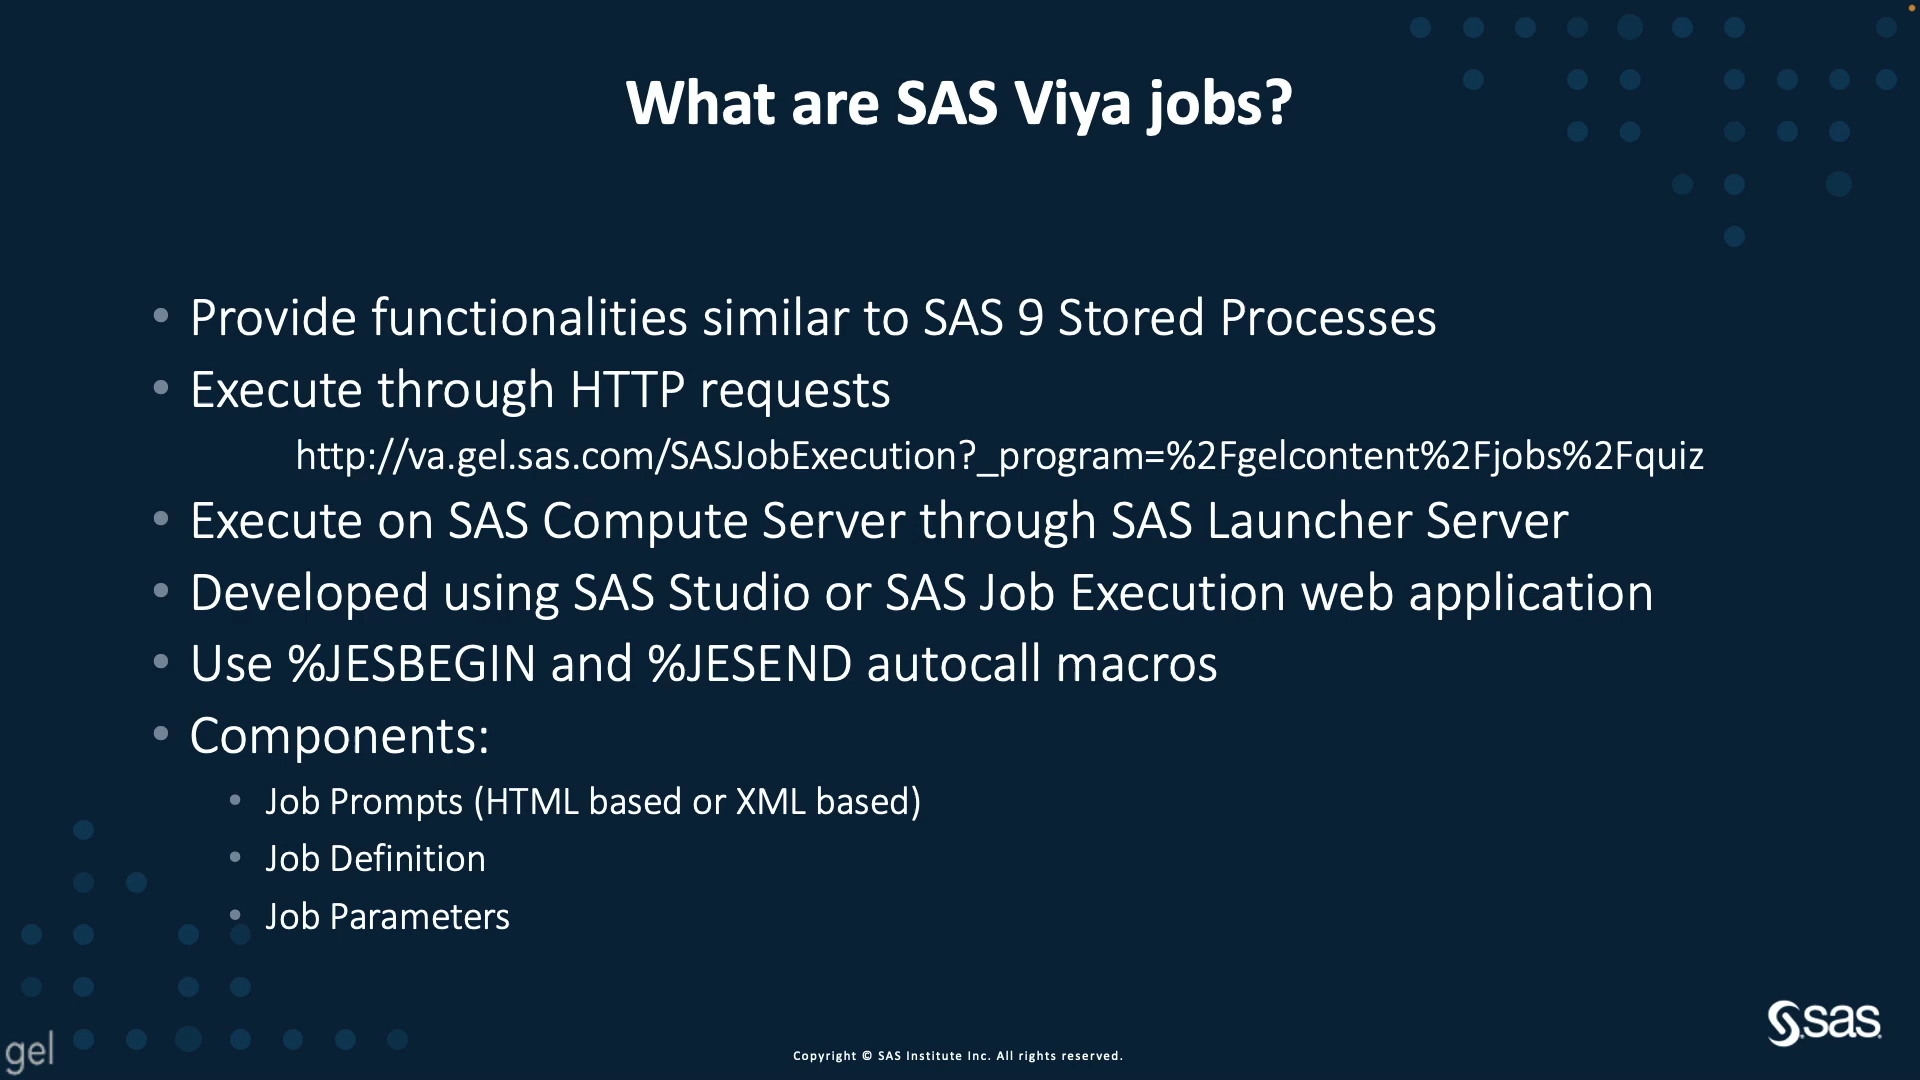 What are SAS Viya jobs?
• Provide functionalities similar to SAS 9 Stored Processes
• Execute through HTTP requests
http://va.gel.sas.com/SASJobExecution?_program=%2Fgelcontent%2Fjobs%2Fquiz
• Execute on SAS Compute Server through SAS Launcher Server
• Developed using SAS Studio or SAS Job Execution web application
• Use %JESBEGIN and %JESEND autocall macros
• Components:
• Job Prompts (HTML based or XML based)
• Job Definition
• Job Parameters
sas
gel
Copyright © SAS Institute Inc. All rights reserved.